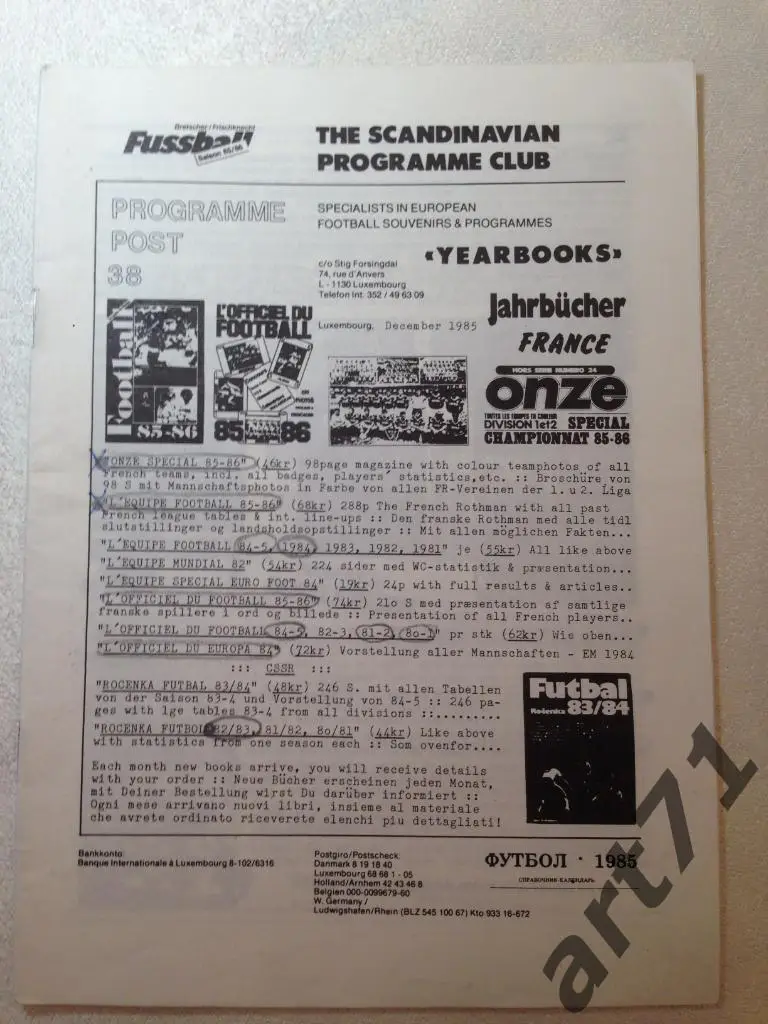 Bretscher/Frischknecht
Fussball
Saison 85/86
THE SCANDINAVIAN
PROGRAMME CLUB
PROGRAMME
POST
38
SPECIALISTS IN EUROPEAN
FOOTBALL SOUVENIRS & PROGRAMMES
«YEARBOOKS»
c/o Stig Forsingdal
74, rue d'Anvers
L - 1130 Luxembourg
Telefon Int. 352 / 49 63 09
Luxembourg, December 1985
Jahrbücher
FRANCE
Football
85-86
L'OFFICIEL DU
FOOTBALL
85 86
HORS SERIE NUMERO 24
onze
TOUTES LES EQUIPES EN COULEUR
DIVISION 1et2 SPECIAL
CHAMPIONNAT 85-86
"ONZE SPECIAL 85-86" (46kr) 98page magazine with colour teamphotos of all
French teams, incl. all badges, players statistics,etc. :: Broschüre von
98 S mit Mannschaftsphotos in Farbe von allen FR-Vereinen der 1.u 2. Liga
"L'EQUIPE FOOTBALL 85-86" (68kr) 288p The French Rothman with all past
French league tables & int. line-ups :: Den franske Rothman med alle tidl
slutstillinger og landsholdsopstillinger :: Mit allen möglichen Fakten...
"L'EQUIPE FOOTBALL 84-5, 1984, 1983, 1982, 1981" je (55kr) All like above
"L'EQUIPE MUNDIAL 82" (54kr) 224 sider med WC-statistik & præsentation...
"L'EQUIPE SPECIAL EURO FOOT 84" (19kr) 24p with full results & articles..
"L'OFFICIEL DU FOOTBALL 85-86" (74kr) 21o S med præsentation af samtlige
franske spillere i ord og billede :: Presentation of all French players..
"L'OFFICIEL DU FOOTBALL 84-5, 82-3, 81-2, 8o-1" pr stk (62kr) Wie oben...
"L'OFFICIEL DU EUROPA 84" (72kr) Vorstellung aller Mannschaften - EM 1984
::: CSSR :::
"ROCENKA FUTBAL 83/84" (48kr) 246 S. mit allen Tabellen
von der Saison 83-4 und Vorstellung von 84-5 :: 246 pa-
ges with lge tables 83-4 from all divisions ::.........
"ROCENKA FUTBOL 82/83, 81/82, 8o/81" (44kr) Like above
with statistics from one season each :: Som ovenfor....
Futbal
Ročenka 83/84
Each month new books arrive, you will receive details
with your order :: Neue Bücher erscheinen jeden Monat,
mit Deiner Bestellung wirst Du darüber informiert ::
Ogni mese arrivano nuovi libri, insieme al materiale
che avrete ordinato riceverete elenchi piu dettagliati!
Bankkonto:
Banque Internationale à Luxembourg 8-102/6316
Postgiro/Postscheck:
Danmark 8 19 18 40
Luxembourg 68 68 1 - 05
Holland/Arnhem 42 43 46 8
Belgien 000-0099679-60
W. Germany /
Ludwigshafen/Rhein (BLZ 545 100 67) Kto 933 16-672
ФУТБОЛ · 1985
СПРАВОЧНИК-КАЛЕНДАРЬ
art71